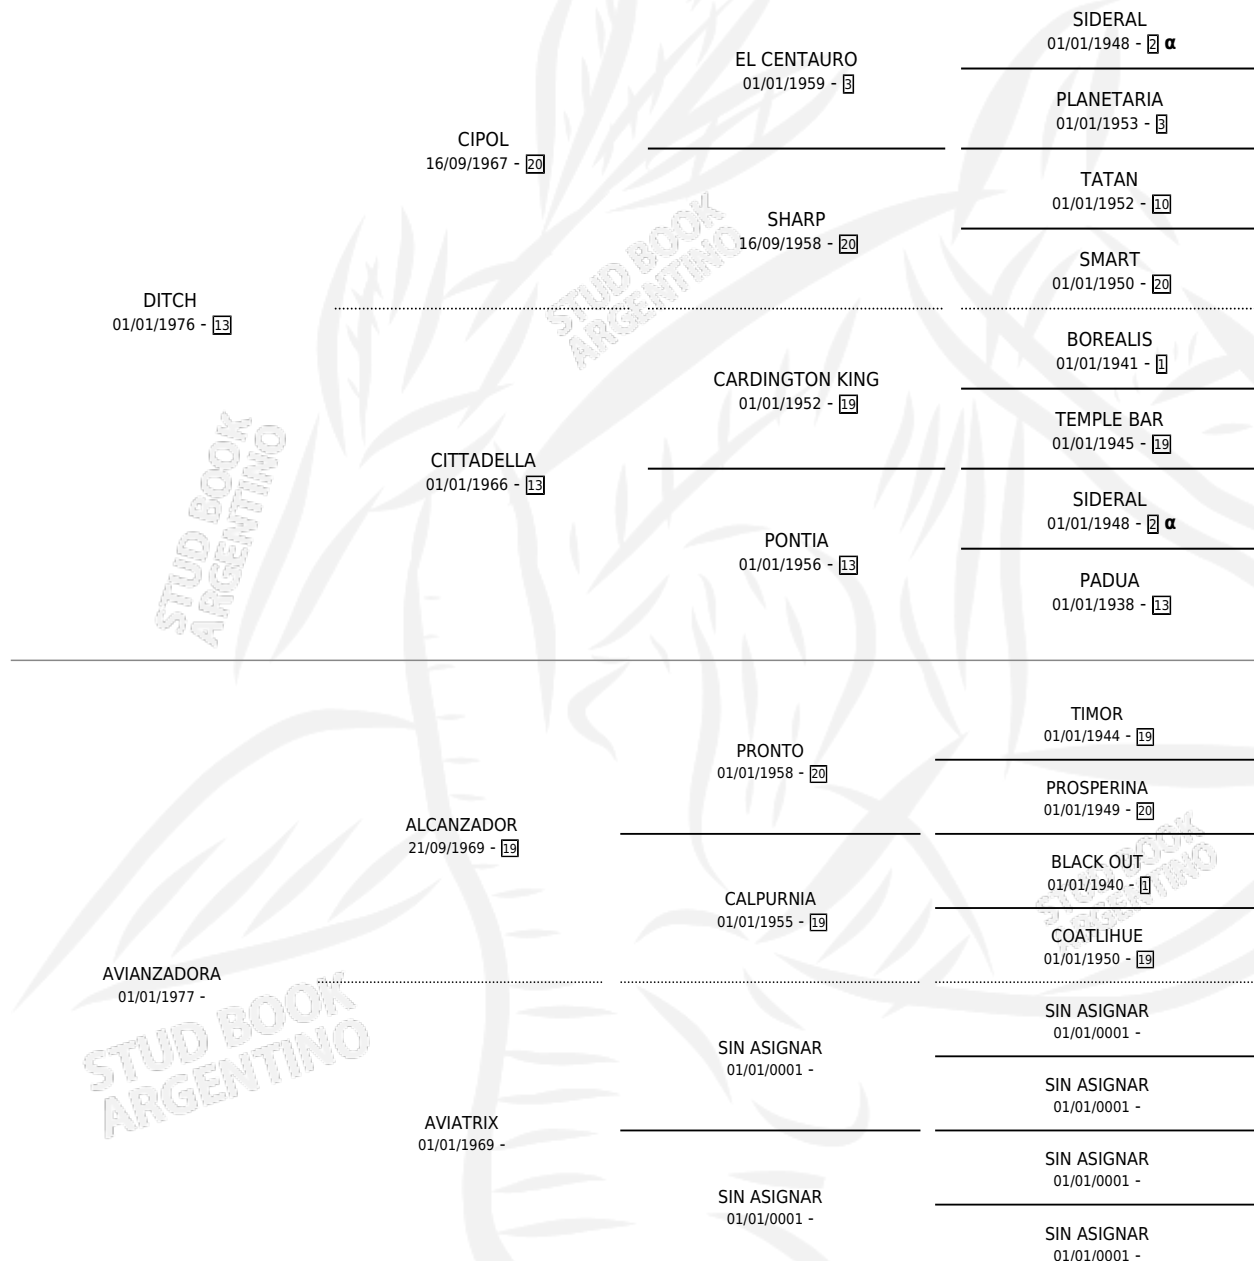 SIDERAL
01/01/1948 - 2 α
EL CENTAURO
01/01/1959 - 3
PLANETARIA
01/01/1953 - 3
CIPOL
16/09/1967 - 20
TATAN
01/01/1952 - 10
SHARP
16/09/1958 - 20
SMART
01/01/1950 - 20
DITCH
01/01/1976 - 13
BOREALIS
01/01/1941 - 1
CARDINGTON KING
01/01/1952 - 19
TEMPLE BAR
01/01/1945 - 19
CITTADELLA
01/01/1966 - 13
SIDERAL
01/01/1948 - 2 α
PONTIA
01/01/1956 - 13
PADUA
01/01/1938 - 13
STUD BOOK
ARGENTINO
STUD BOOK
ARGENTINO
TIMOR
01/01/1944 - 19
PRONTO
01/01/1958 - 20
PROSPERINA
01/01/1949 - 20
ALCANZADOR
21/09/1969 - 19
BLACK OUT
01/01/1940 - 1
CALPURNIA
01/01/1955 - 19
COATLIHUE
01/01/1950 - 19
STUD BOOK
ARGENTINO
AVIANZADORA
01/01/1977 -
SIN ASIGNAR
01/01/0001 -
SIN ASIGNAR
01/01/0001 -
SIN ASIGNAR
01/01/0001 -
AVIATRIX
01/01/1969 -
SIN ASIGNAR
01/01/0001 -
SIN ASIGNAR
01/01/0001 -
SIN ASIGNAR
01/01/0001 -
STUD BOOK
ARGENTINO